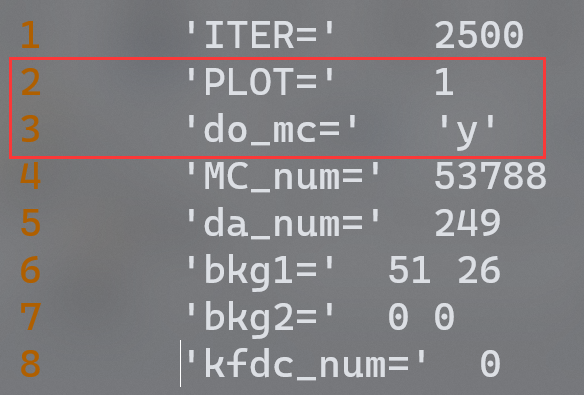 1 'ITER=' 2500
2 'PLOT=' 1
3 'do_mc=' 'y'
4 'MC_num=' 53788
5 'da_num=' 249
6 'bkg1=' 51 26
7 'bkg2=' 0 0
8 'kfdc_num=' 0